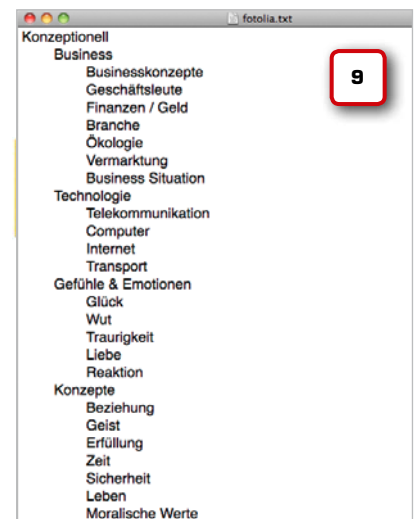 fotolia.txt
Konzeptionell
Business
Businesskonzepte
Geschäftsleute
Finanzen / Geld
Branche
Ökologie
Vermarktung
Business Situation
Technologie
Telekommunikation
Computer
Internet
Transport
Gefühle & Emotionen
Glück
Wut
Traurigkeit
Liebe
Reaktion
Konzepte
Beziehung
Geist
Erfüllung
Zeit
Sicherheit
Leben
Moralische Werte
9